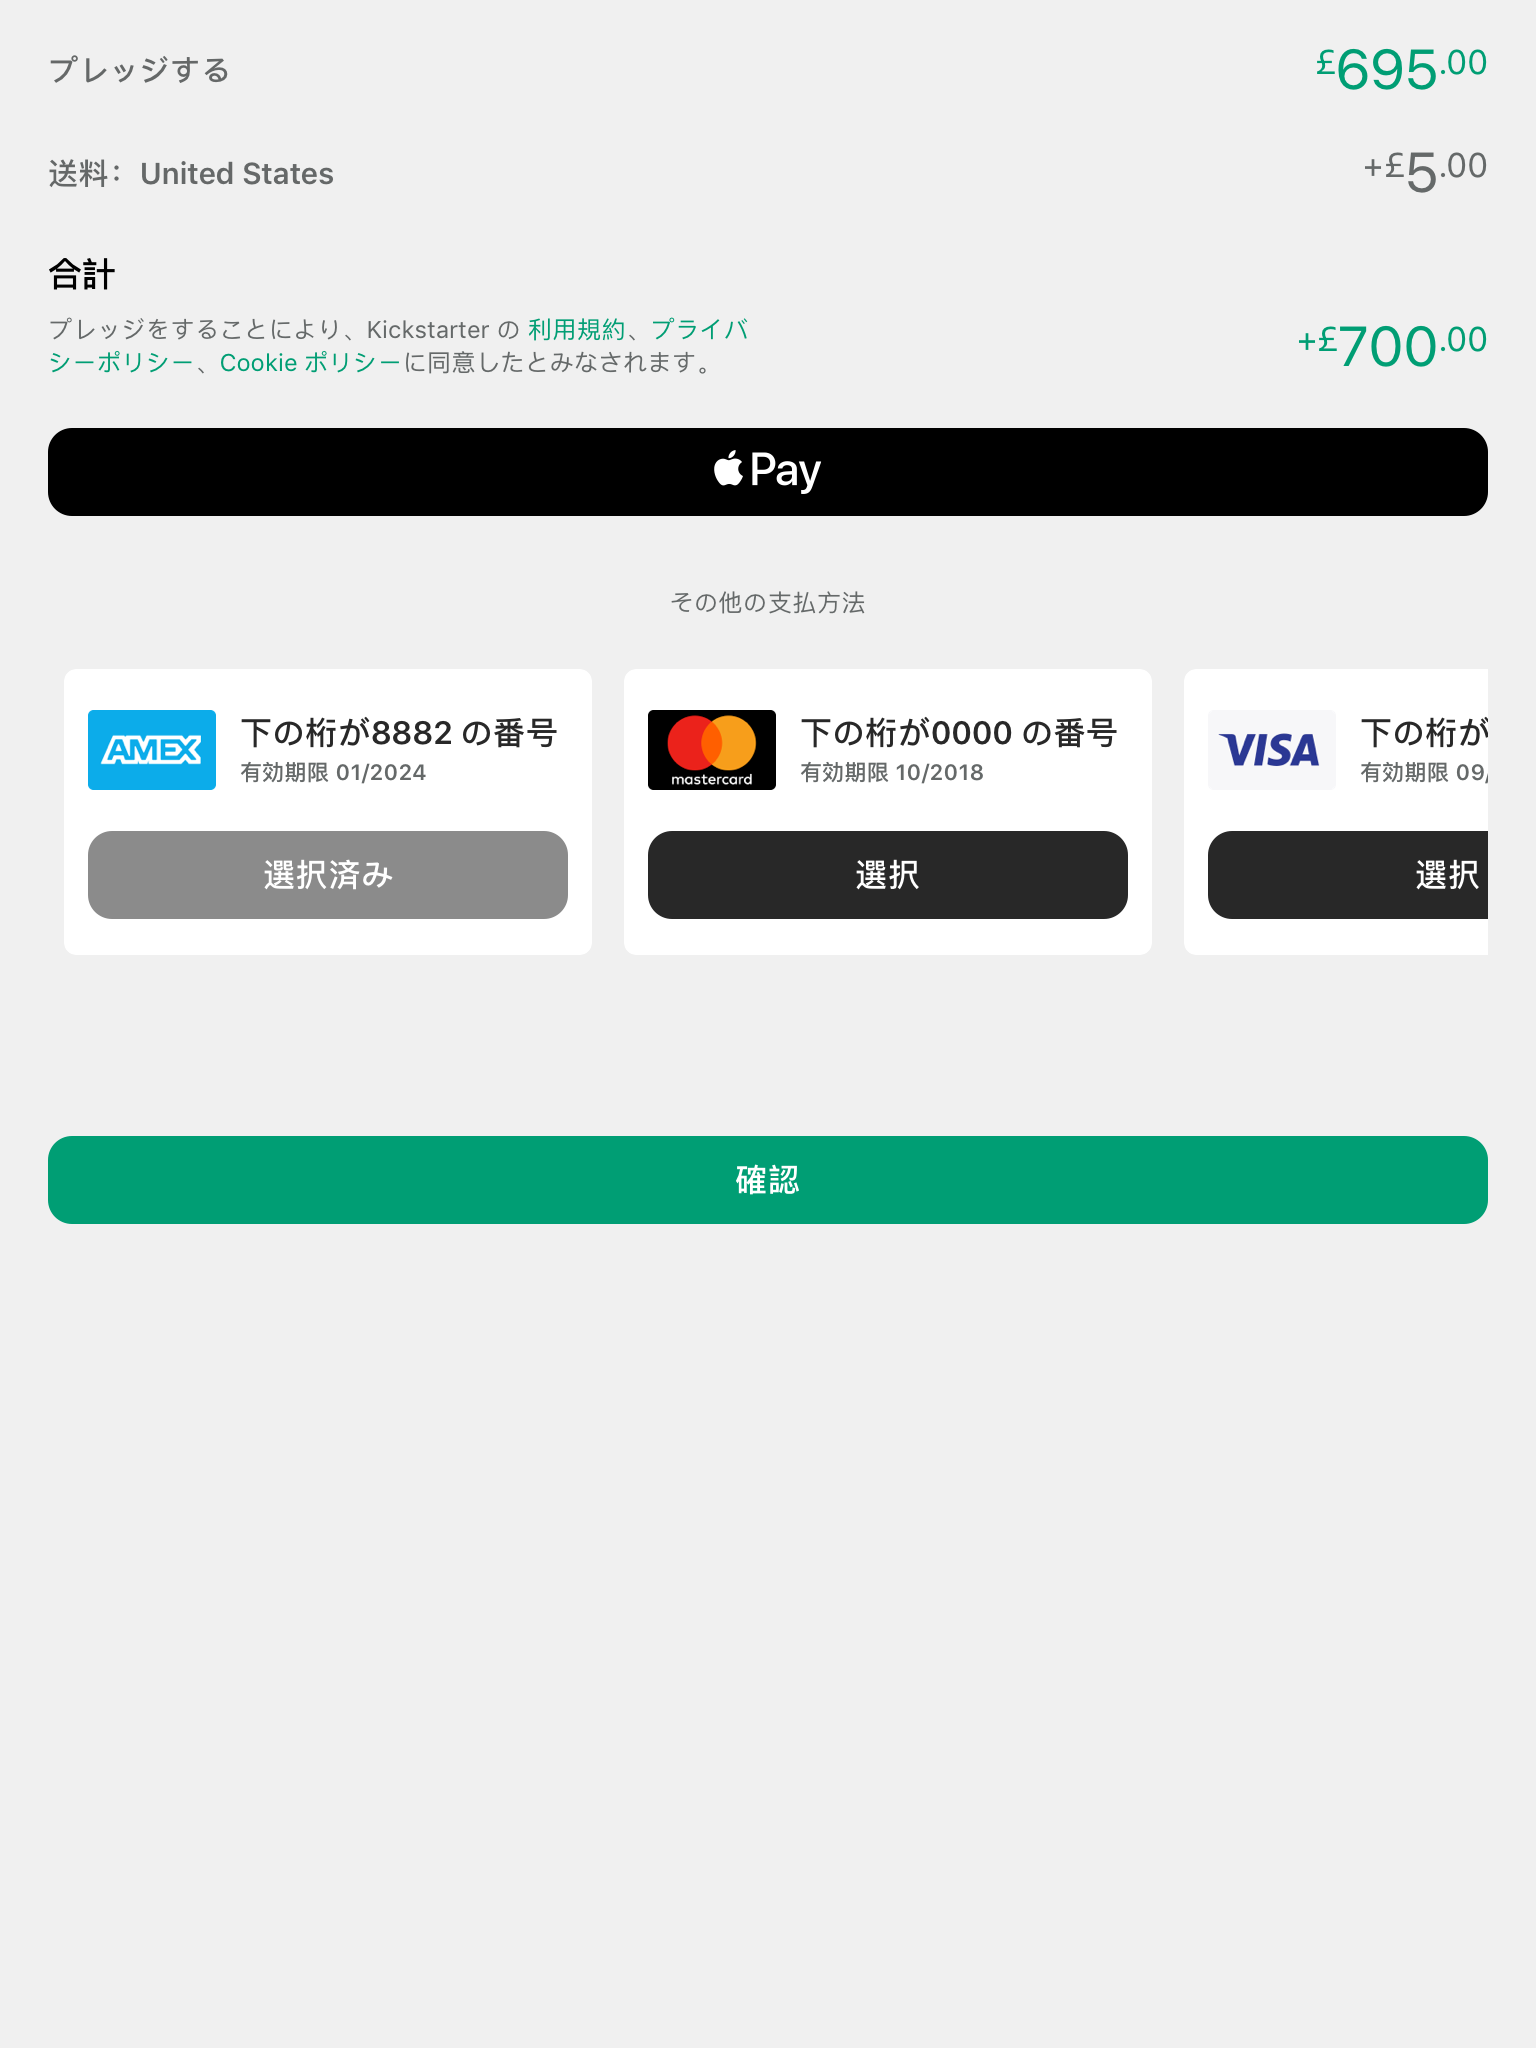 プレッジする
£695.00
送料： United States
+£5.00
合計
プレッジをすることにより、Kickstarter の 利用規約、プライバ
シーポリシー、Cookie ポリシーに同意したとみなされます。
+£700.00
Pay
その他の支払方法
AMEX
下の桁が8882 の番号
有効期限 01/2024
選択済み
mastercard
下の桁が0000 の番号
有効期限 10/2018
選択
VISA
下の桁が
有効期限 09/
選択
確認